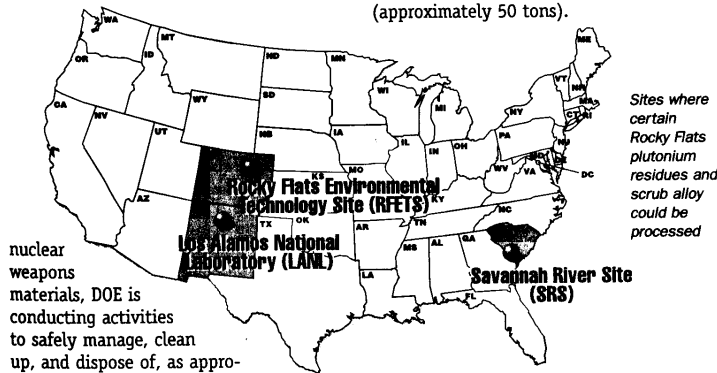 (approximately 50 tons).
WA
MT
ND
MN
ME
OR
ID
VT
NH
SD
WI
MI
NY
MA
CT
RI
WY
CA
NV
UT
NB
IA
IL
IN
OH
PA
NJ
MD
DE
DC
WV
VA
KS
MO
KY
NC
TN
AZ
OK
TX
AR
MS
AL
GA
LA
FL
Rocky Flats Environmental
Technology Site (RFETS)
Los Alamos National
Laboratory (LANL)
Savannah River Site
(SRS)
Sites where
certain
Rocky Flats
plutonium
residues and
scrub alloy
could be
processed
nuclear
weapons
materials, DOE is
conducting activities
to safely manage, clean
up, and dispose of, as appro-